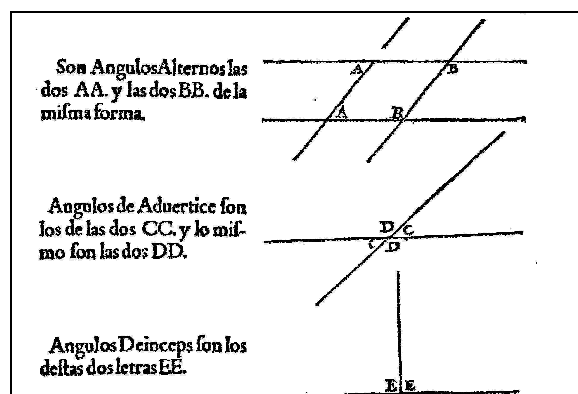 Son Angulos Alternos las
dos AA. y las dos BB. de la
miſma forma.
A B
A B
Angulos de Aduertice ſon
los de las dos CC. y lo miſ-
mo ſon las dos DD.
D C
C D
Angulos Deinceps ſon los
deſtas dos letras EE.
E E